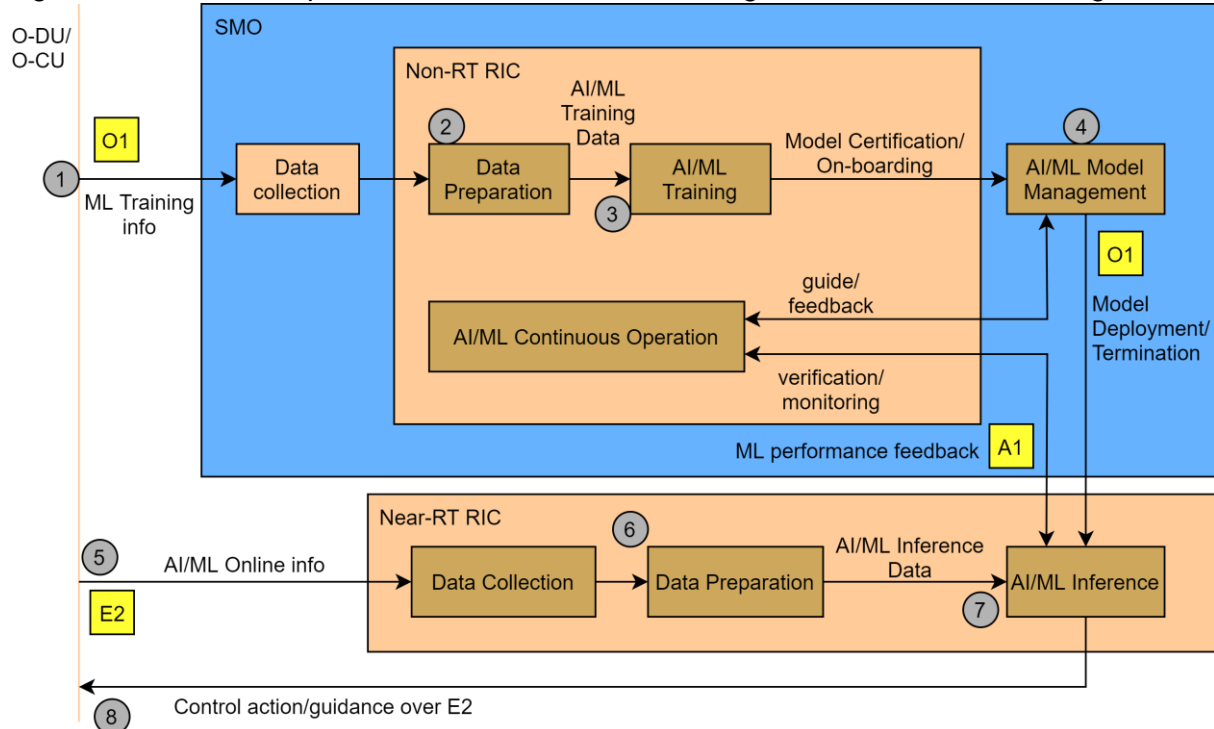 SMO
O-DU/
O-CU
Non-RT RIC
AI/ML
Training
Data
2
4
O1
Model Certification/
On-boarding
1
Data
collection
Data
Preparation
AI/ML
Training
AI/ML Model
Management
ML Training
info
3
O1
guide/
feedback
Model
Deployment/
Termination
AI/ML Continuous Operation
verification/
monitoring
ML performance feedback
A1
Near-RT RIC
6
5
AI/ML Online info
AI/ML Inference
Data
Data Collection
Data Preparation
AI/ML Inference
E2
7
8
Control action/guidance over E2